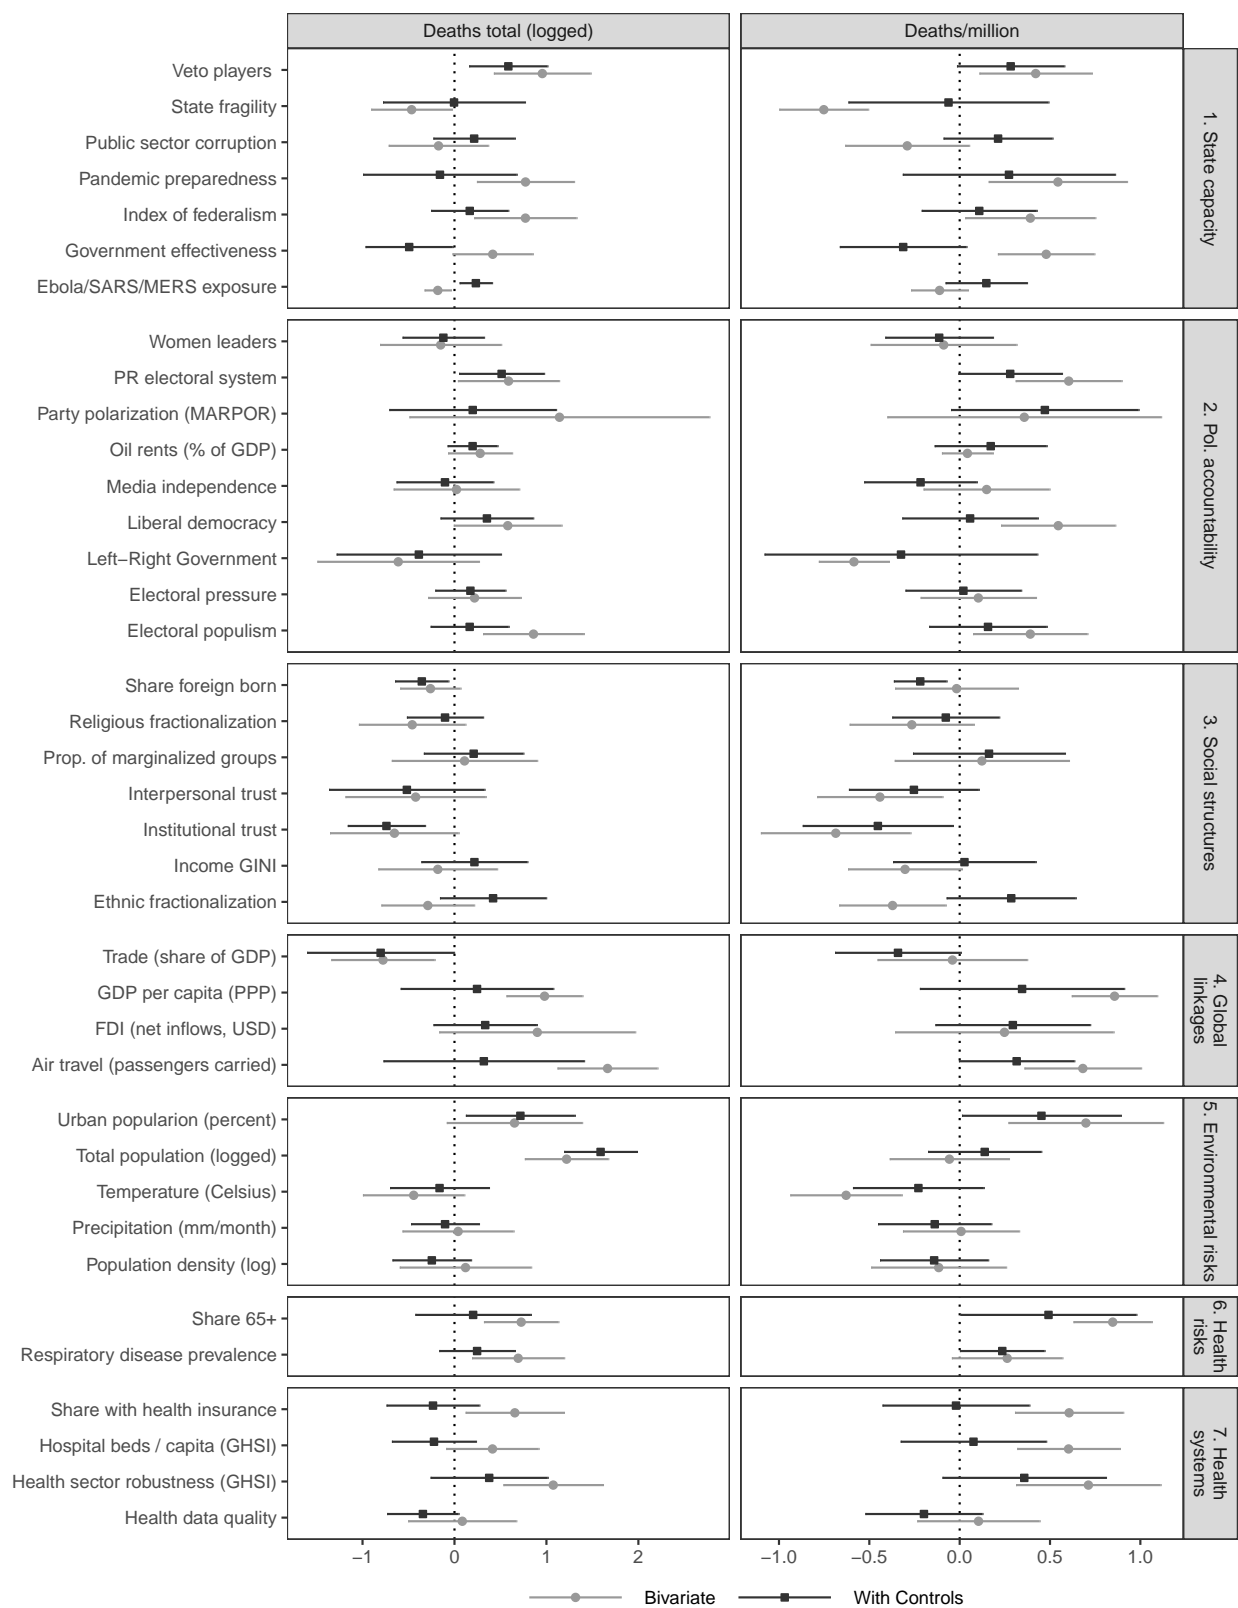 Deaths total (logged)
Deaths/million
Veto players
State fragility
Public sector corruption
Pandemic preparedness
Index of federalism
Government effectiveness
Ebola/SARS/MERS exposure
1. State capacity
Women leaders
PR electoral system
Party polarization (MARPOR)
Oil rents (% of GDP)
Media independence
Liberal democracy
Left−Right Government
Electoral pressure
Electoral populism
2. Pol. accountability
Share foreign born
Religious fractionalization
Prop. of marginalized groups
Interpersonal trust
Institutional trust
Income GINI
Ethnic fractionalization
3. Social structures
Trade (share of GDP)
GDP per capita (PPP)
FDI (net inflows, USD)
Air travel (passengers carried)
4. Global
linkages
Urban popularion (percent)
Total population (logged)
Temperature (Celsius)
Precipitation (mm/month)
Population density (log)
5. Environmental risks
Share 65+
Respiratory disease prevalence
6. Health
risks
Share with health insurance
Hospital beds / capita (GHSI)
Health sector robustness (GHSI)
Health data quality
7. Health
systems
−1 0 1 2
−1.0 −0.5 0.0 0.5 1.0
Bivariate With Controls